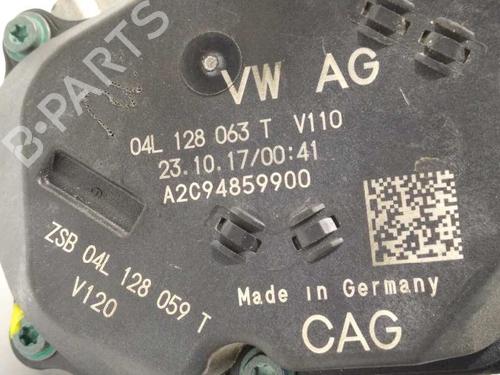 B-PARTS
VW AG
04L 128 063 T V110
23.10.17/00:41
A2C94859900
ZSB 04L 128 059 T
V120
Made in Germany
CAG